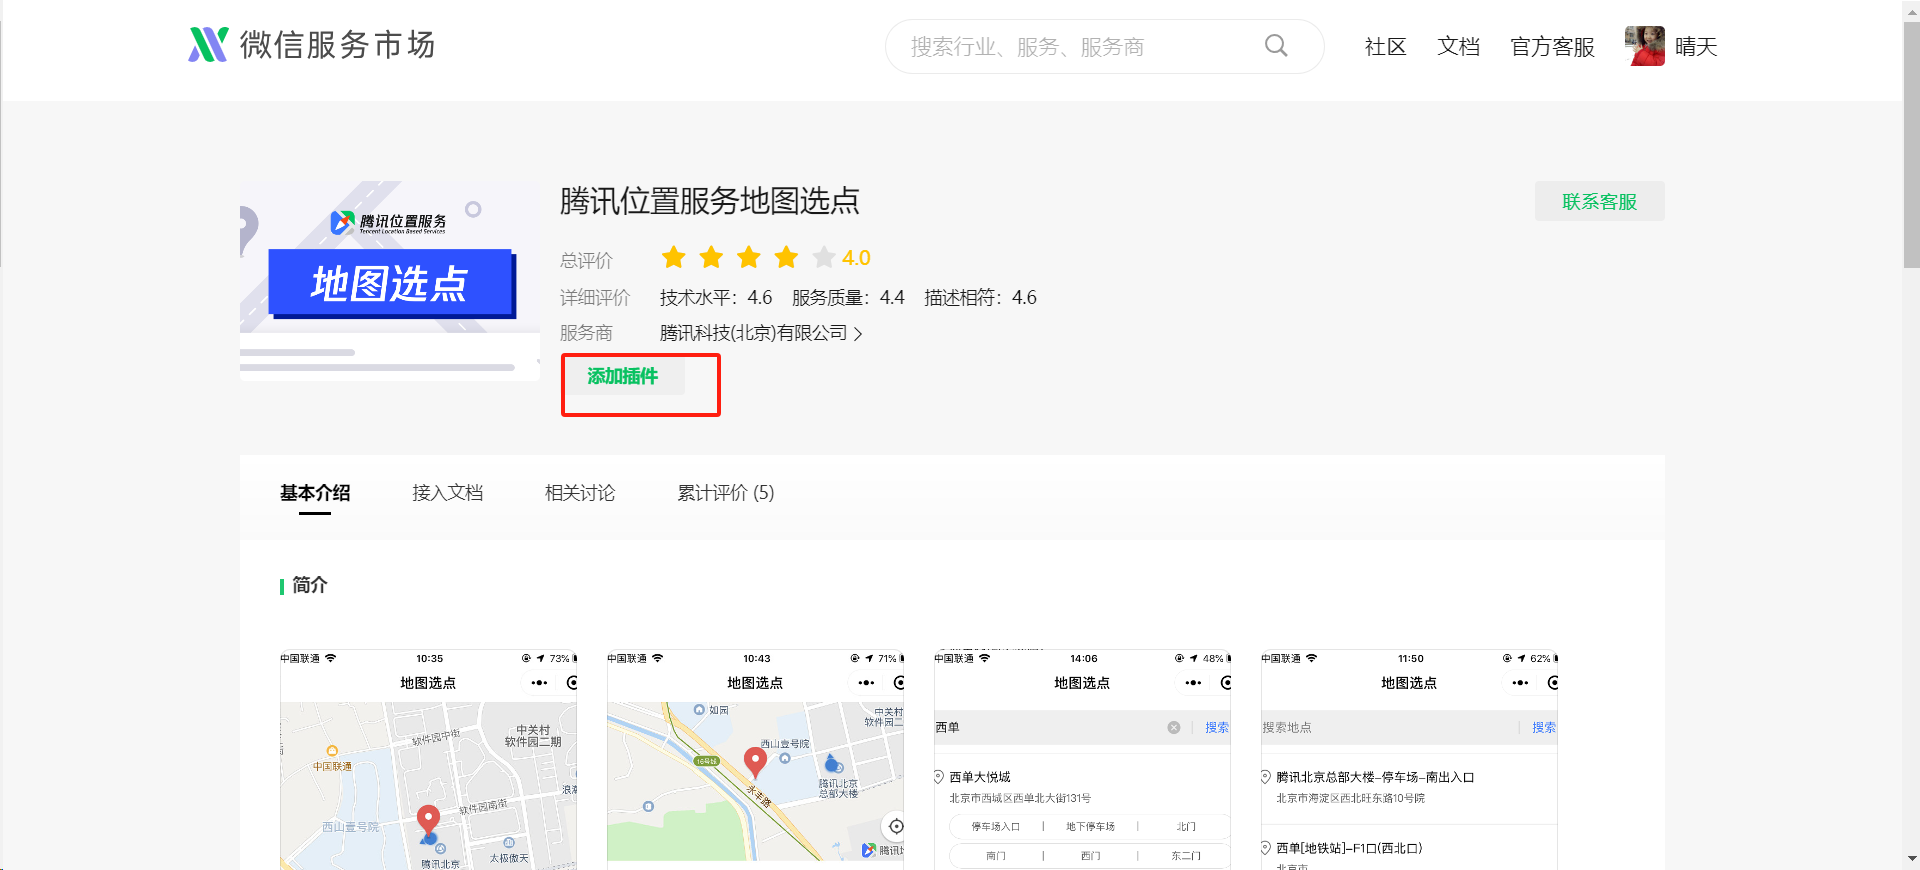 微信服务市场
搜索行业、服务、服务商
社区
文档
官方客服
晴天
腾讯位置服务
Tencent Location Based Services
地图选点
腾讯位置服务地图选点
联系客服
总评价
4.0
详细评价
技术水平：4.6
服务质量：4.4
描述相符：4.6
服务商
腾讯科技(北京)有限公司
添加插件
基本介绍
接入文档
相关讨论
累计评价 (5)
简介
中国联通
10:35
73%
地图选点
中关村
软件园二期
软件园中街
中国联通
软件园南街
西山壹号院
腾讯北京
太极傲天
中国联通
10:43
71%
地图选点
如园
中关村
软件园二
西山壹号院
16号线
腾讯北京
总部大楼
永丰路
中国联通
14:06
48%
地图选点
西单
搜索
西单大悦城
北京市西城区西单北大街131号
停车场入口
地下停车场
北门
南门
西门
东二门
中国联通
11:50
62%
地图选点
搜索地点
搜索
腾讯北京总部大楼-停车场-南出入口
北京市海淀区西北旺东路10号院
西单[地铁站]-F1口(西北口)